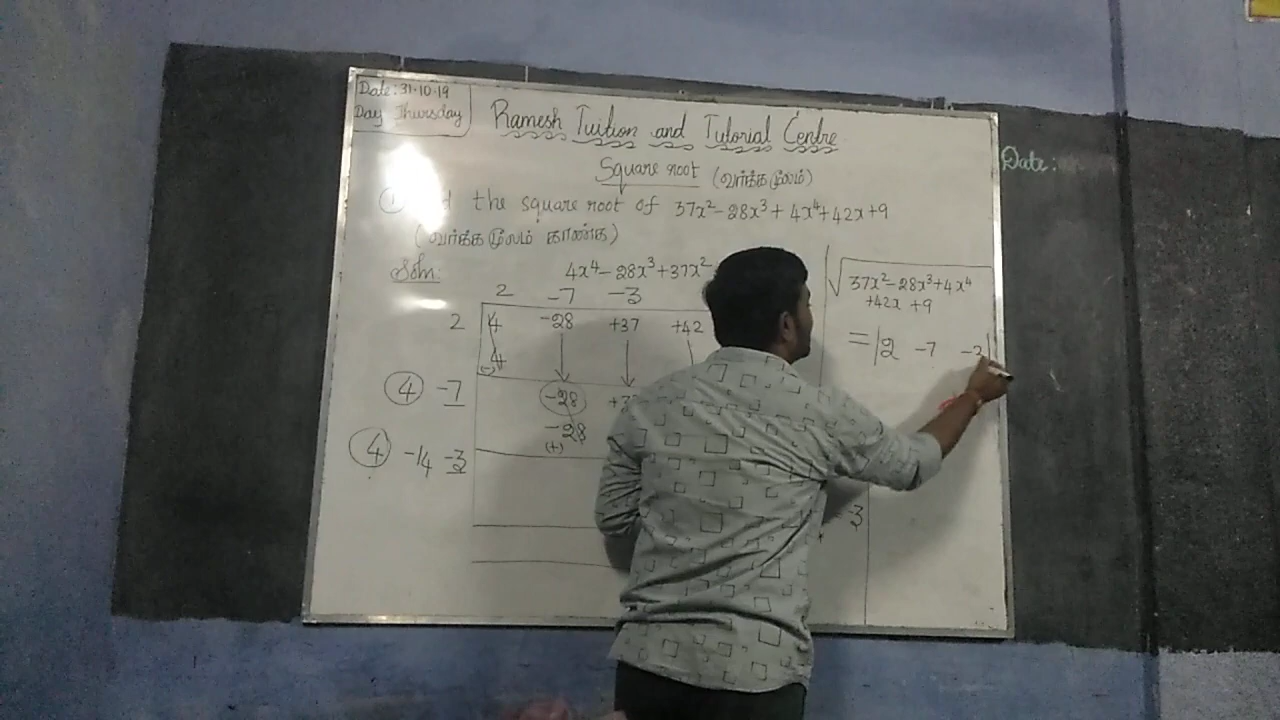 Date: 31.10.19
Day Thursday
Ramesh Tuition and Tutorial Centre
Square root (வர்க்க மூலம்)
the square root of 37x² - 28x³ + 4x⁴ + 42x + 9
(வர்க்க மூலம் காண்க)
Soln:
4x⁴ - 28x³ + 37x²
2 -7 -3
2 4 -28 +37 +42
4
(-)
4 -7 -28
-28
(+)
4 -14 -3
3
√37x² - 28x³ + 4x⁴
+42x + 9
= |2 -7 -3|
Date: